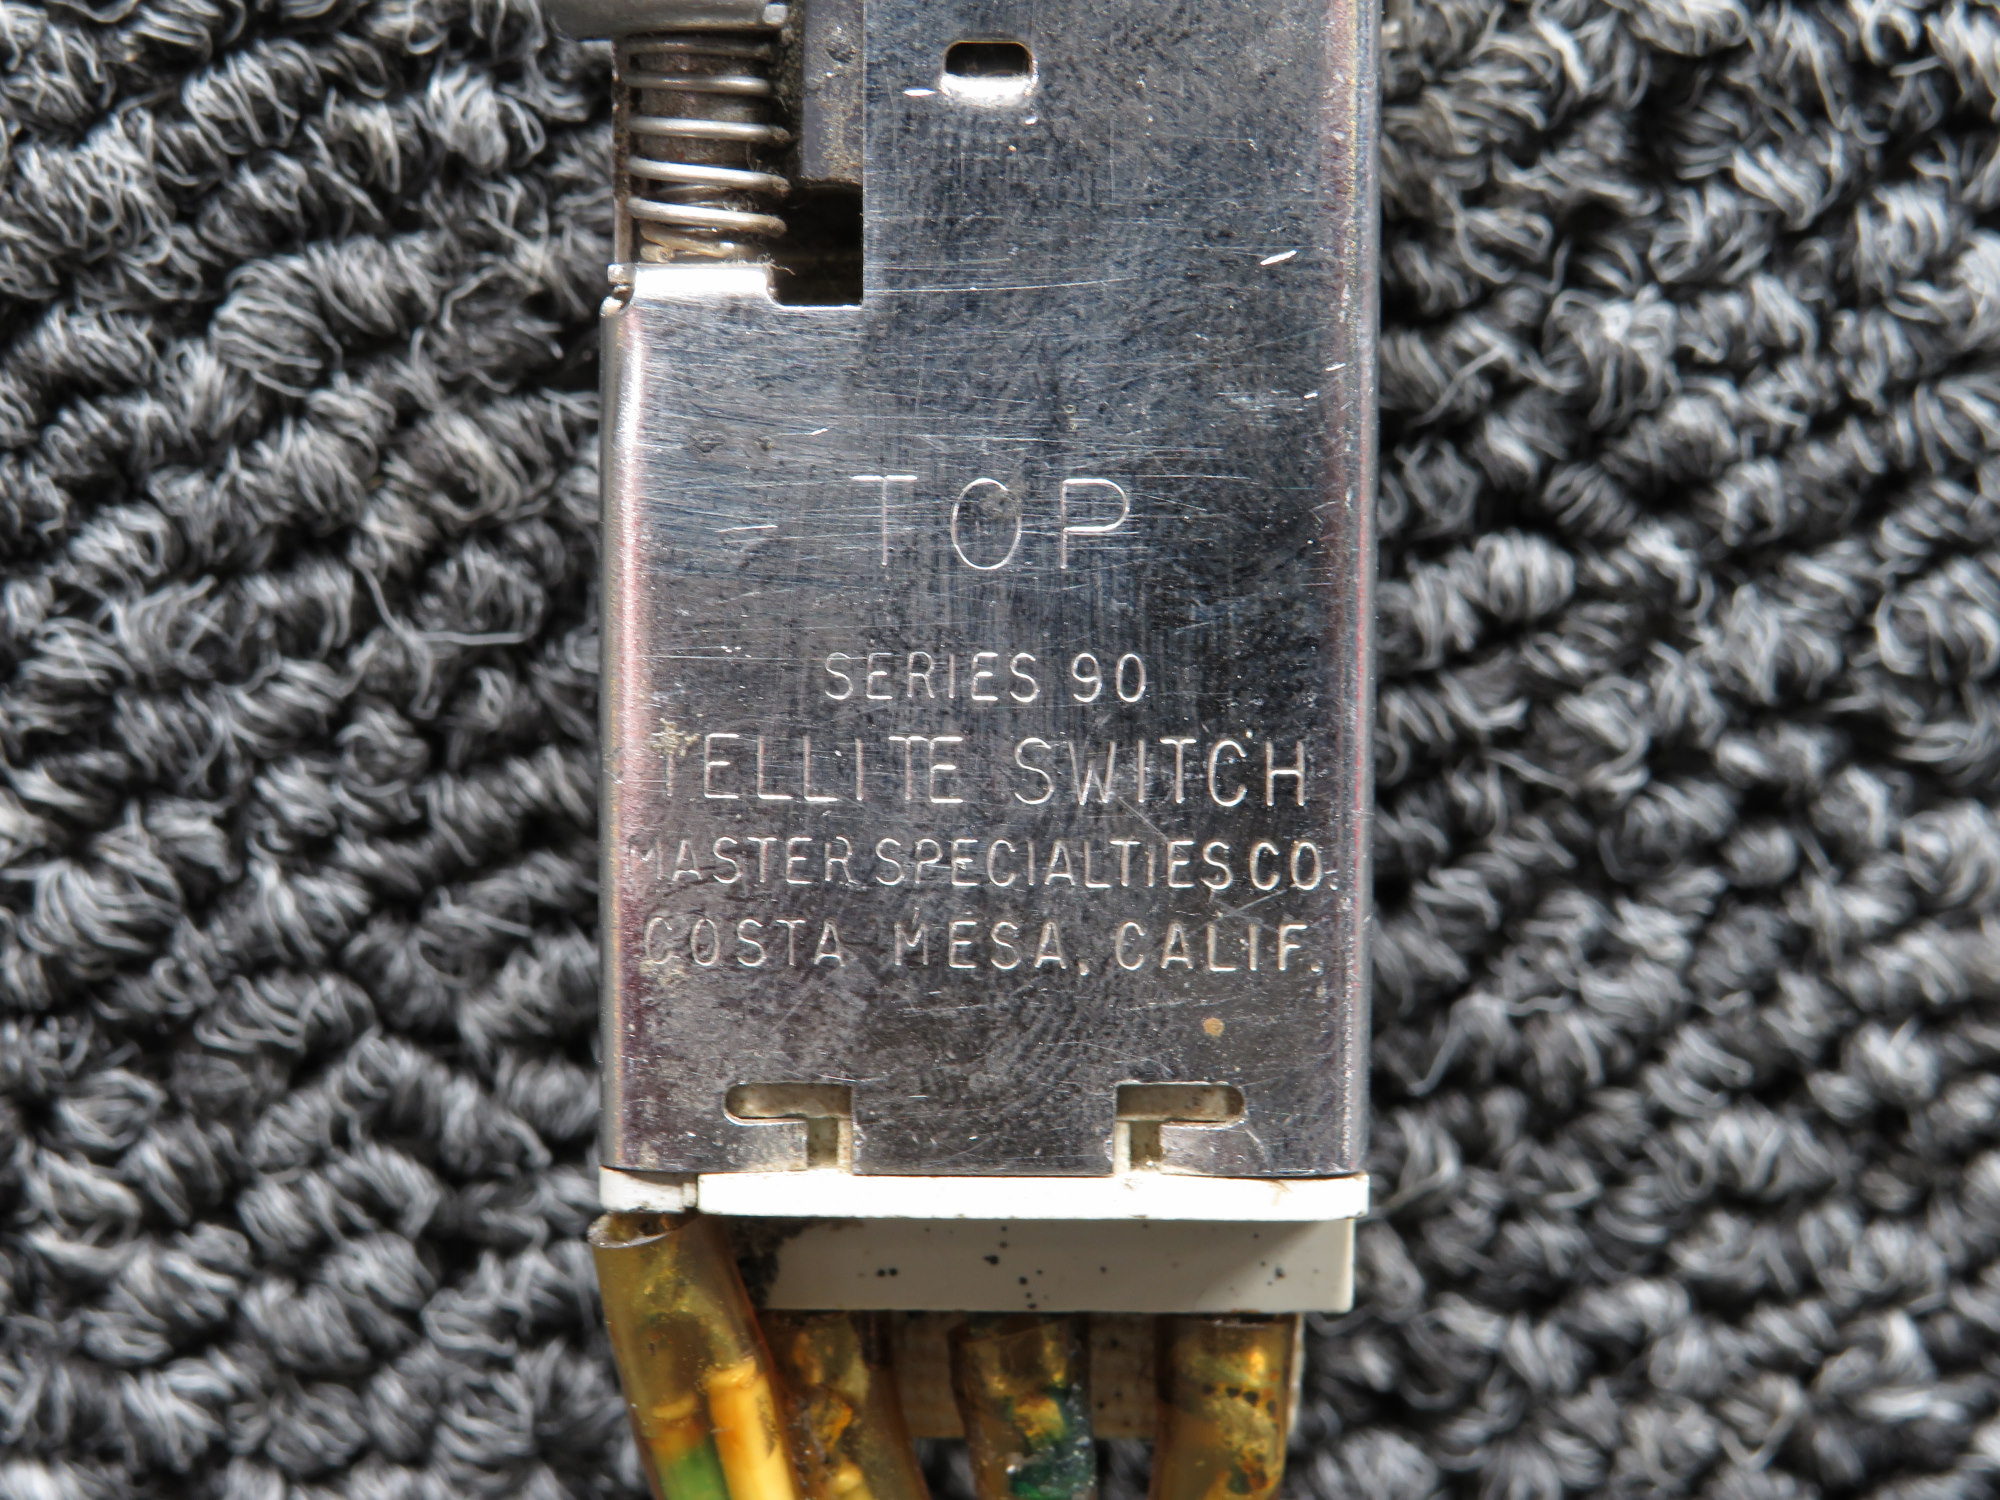 TOP
SERIES 90
TELLITE SWITCH
MASTER SPECIALTIES CO.
COSTA MESA, CALIF.